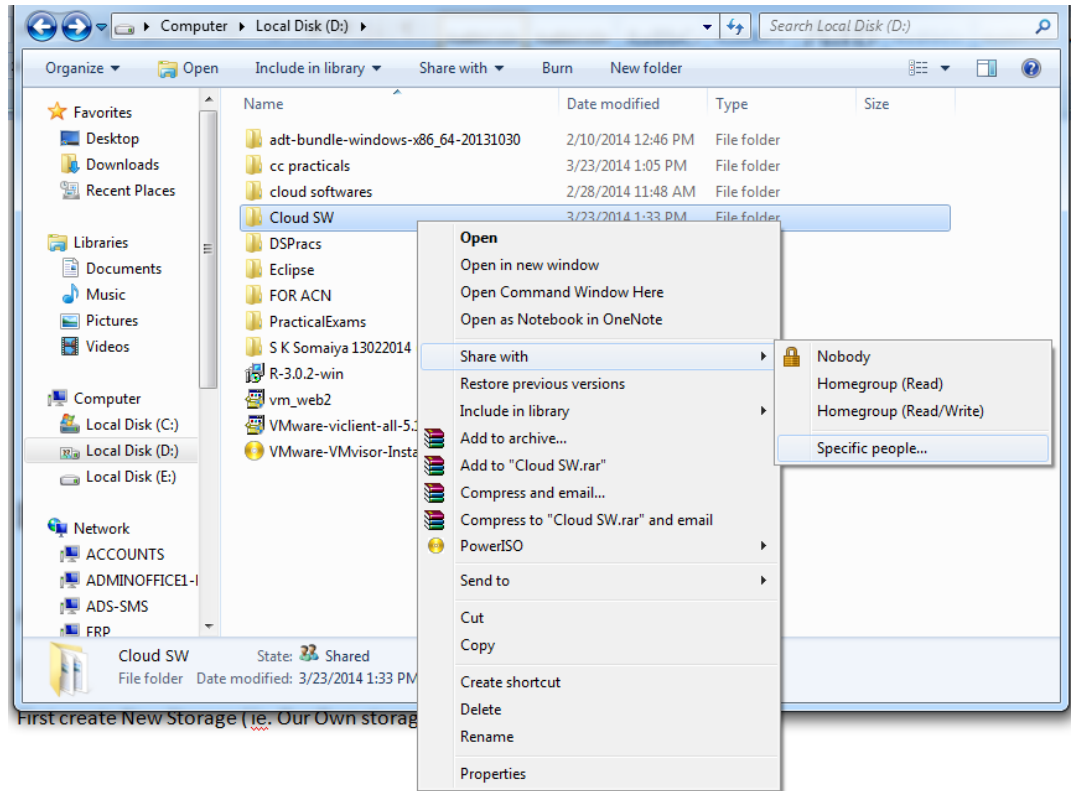 Computer ▸ Local Disk (D:) ▸
Search Local Disk (D:)
Organize Open Include in library Share with Burn New folder
Favorites
Desktop
Downloads
Recent Places
Libraries
Documents
Music
Pictures
Videos
Computer
Local Disk (C:)
Local Disk (D:)
Local Disk (E:)
Network
ACCOUNTS
ADMINOFFICE1-
ADS-SMS
ERP
Name Date modified Type Size
adt-bundle-windows-x86_64-20131030 2/10/2014 12:46 PM File folder
cc practicals 3/23/2014 1:05 PM File folder
cloud softwares 2/28/2014 11:48 AM File folder
Cloud SW 3/23/2014 1:33 PM File folder
DSPracs
Eclipse
FOR ACN
PracticalExams
S K Somaiya 13022014
R-3.0.2-win
vm_web2
VMware-viclient-all-5.
VMware-VMvisor-Insta
Open
Open in new window
Open Command Window Here
Open as Notebook in OneNote
Share with
Restore previous versions
Include in library
Add to archive...
Add to "Cloud SW.rar"
Compress and email...
Compress to "Cloud SW.rar" and email
PowerISO
Send to
Cut
Copy
Create shortcut
Delete
Rename
Properties
Nobody
Homegroup (Read)
Homegroup (Read/Write)
Specific people...
Cloud SW State: Shared
File folder Date modified: 3/23/2014 1:33 PM
First create New Storage ( ie. Our Own storag